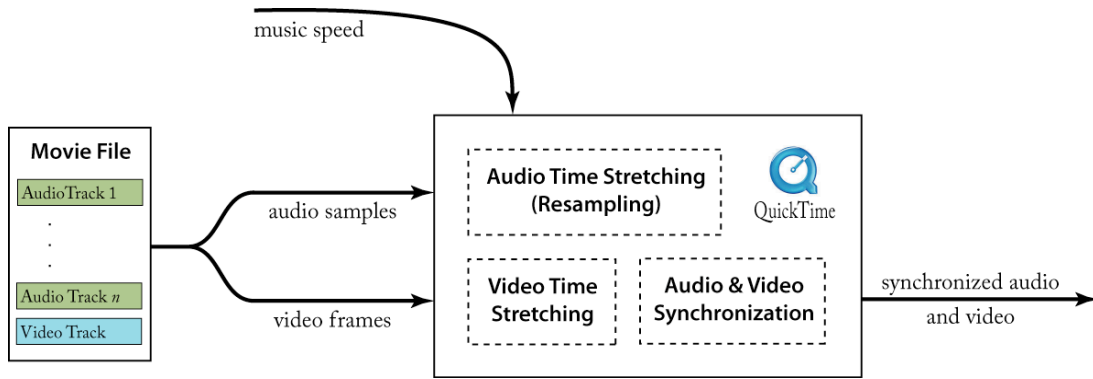 music speed
Movie File
AudioTrack 1
.
.
.
Audio Track n
Video Track
audio samples
video frames
Audio Time Stretching
(Resampling)
QuickTime
Video Time
Stretching
Audio & Video
Synchronization
synchronized audio
and video